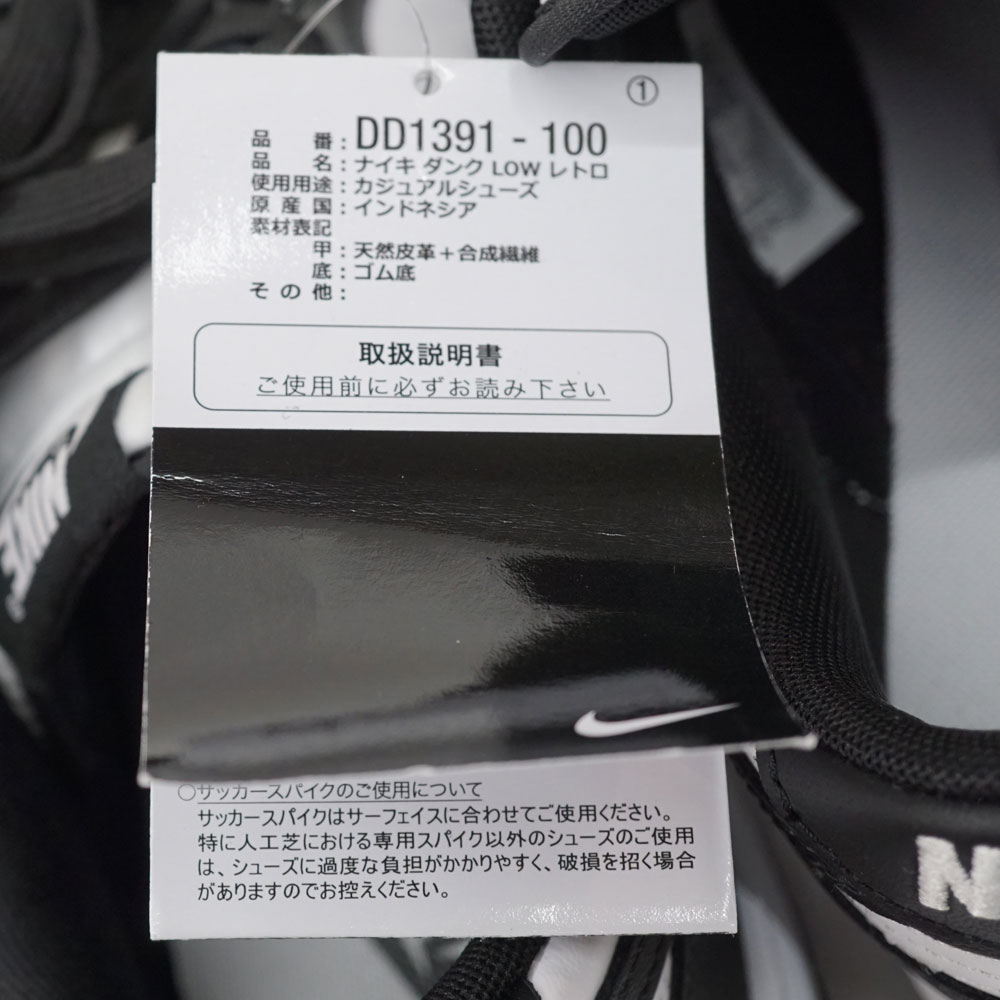 ①
品番：DD1391 - 100
品名：ナイキ ダンク LOW レトロ
使用用途：カジュアルシューズ
原産国：インドネシア
素材表記
甲：天然皮革＋合成繊維
底：ゴム底
その他：
取扱説明書
ご使用前に必ずお読み下さい
○サッカースパイクのご使用について
サッカースパイクはサーフェイスに合わせてご使用ください。
特に人工芝における専用スパイク以外のシューズのご使用
は、シューズに過度な負担がかかりやすく、破損を招く場合
がありますのでお控えください。
NIKE
N